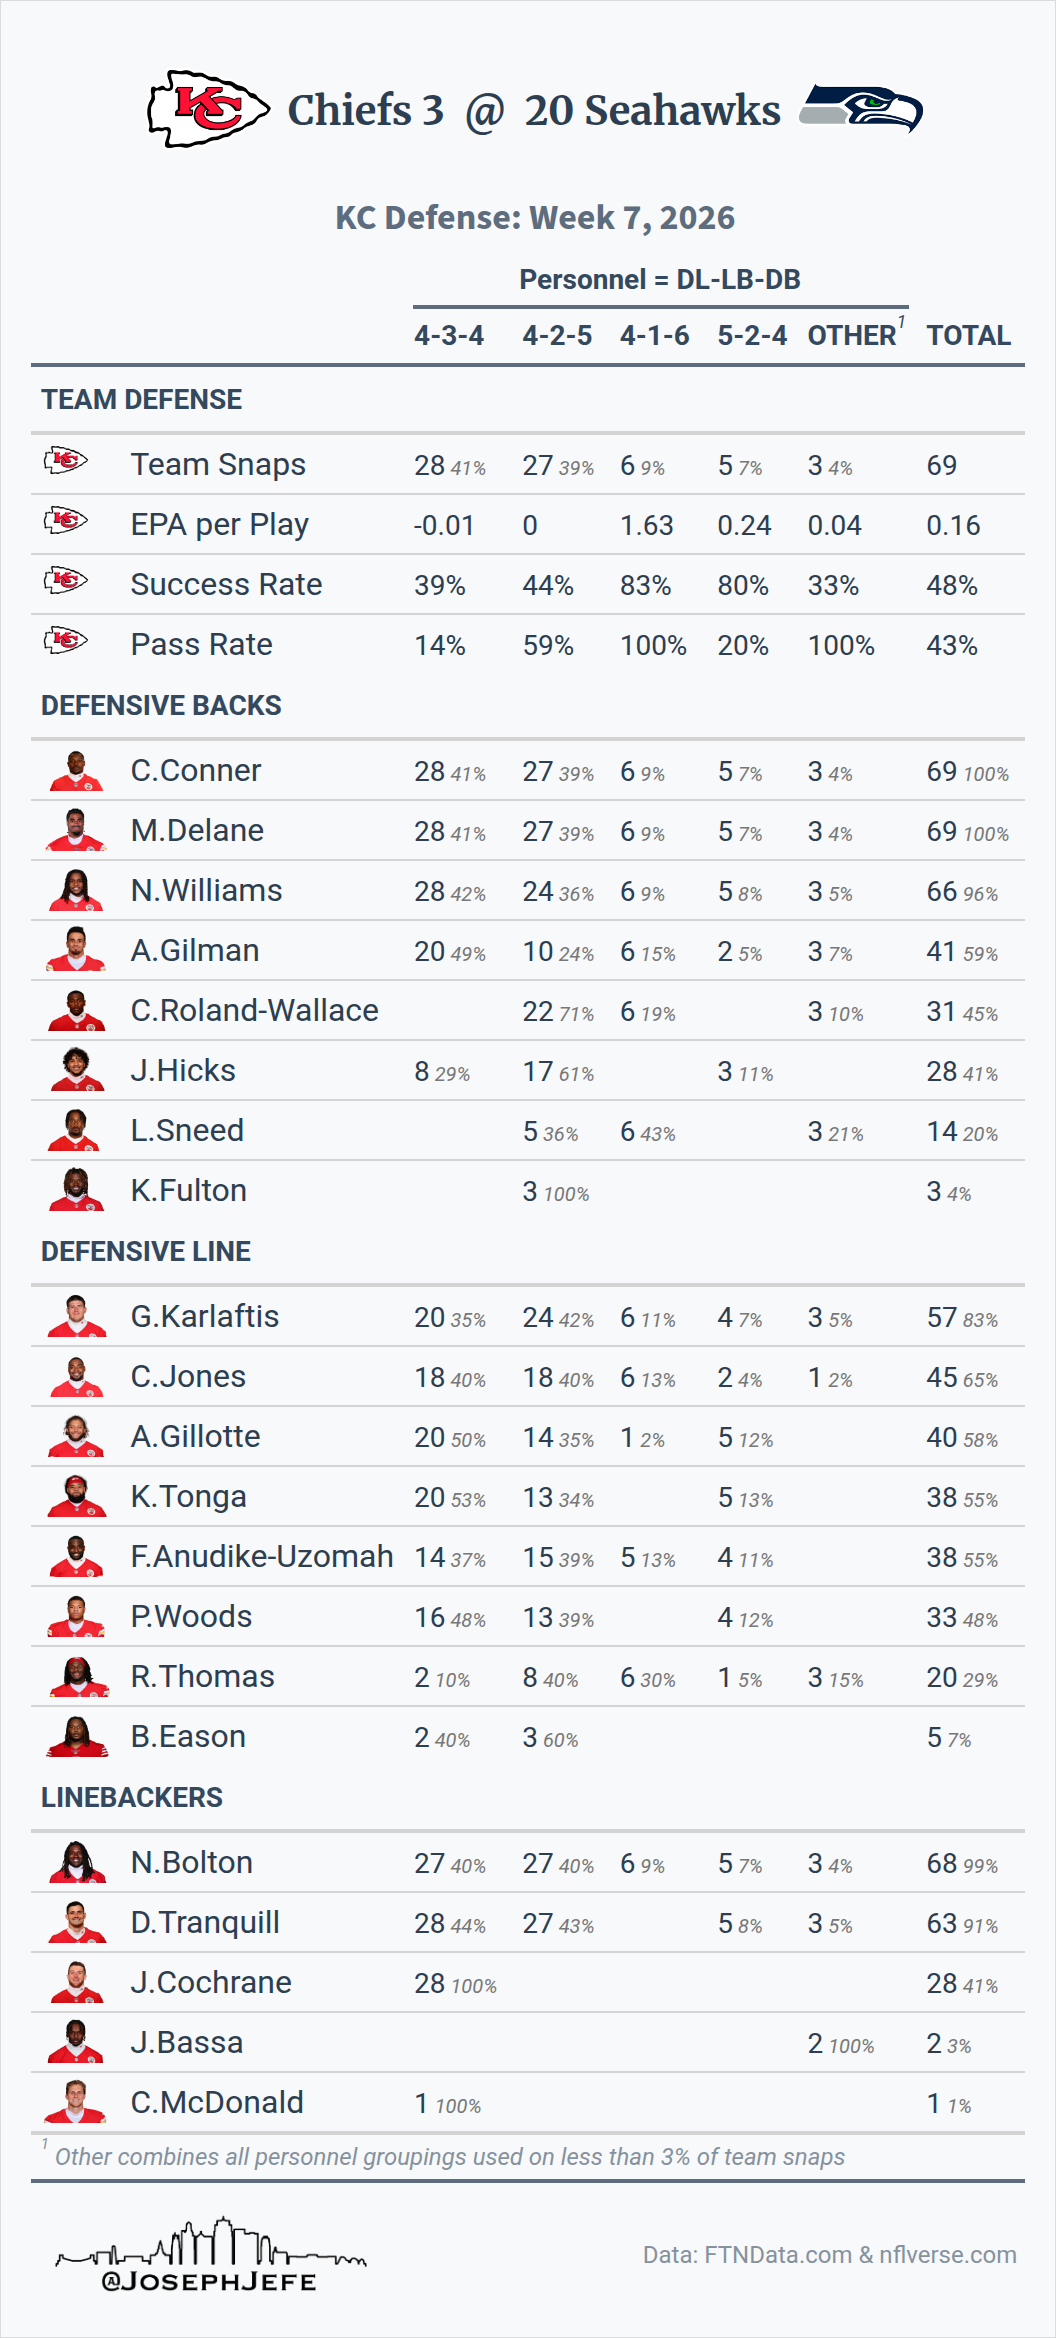 KC Chiefs 3 @ 20 Seahawks
KC Defense: Week 7, 2026
Personnel = DL-LB-DB
4-3-4 4-2-5 4-1-6 5-2-4 OTHER1 TOTAL
TEAM DEFENSE
KC Team Snaps 28 41% 27 39% 6 9% 5 7% 3 4% 69
KC EPA per Play -0.01 0 1.63 0.24 0.04 0.16
KC Success Rate 39% 44% 83% 80% 33% 48%
KC Pass Rate 14% 59% 100% 20% 100% 43%
DEFENSIVE BACKS
C.Conner 28 41% 27 39% 6 9% 5 7% 3 4% 69 100%
M.Delane 28 41% 27 39% 6 9% 5 7% 3 4% 69 100%
N.Williams 28 42% 24 36% 6 9% 5 8% 3 5% 66 96%
A.Gilman 20 49% 10 24% 6 15% 2 5% 3 7% 41 59%
C.Roland-Wallace 22 71% 6 19% 3 10% 31 45%
J.Hicks 8 29% 17 61% 3 11% 28 41%
L.Sneed 5 36% 6 43% 3 21% 14 20%
K.Fulton 3 100% 3 4%
DEFENSIVE LINE
G.Karlaftis 20 35% 24 42% 6 11% 4 7% 3 5% 57 83%
C.Jones 18 40% 18 40% 6 13% 2 4% 1 2% 45 65%
A.Gillotte 20 50% 14 35% 1 2% 5 12% 40 58%
K.Tonga 20 53% 13 34% 5 13% 38 55%
F.Anudike-Uzomah 14 37% 15 39% 5 13% 4 11% 38 55%
P.Woods 16 48% 13 39% 4 12% 33 48%
R.Thomas 2 10% 8 40% 6 30% 1 5% 3 15% 20 29%
B.Eason 2 40% 3 60% 5 7%
LINEBACKERS
N.Bolton 27 40% 27 40% 6 9% 5 7% 3 4% 68 99%
D.Tranquill 28 44% 27 43% 5 8% 3 5% 63 91%
J.Cochrane 28 100% 28 41%
J.Bassa 2 100% 2 3%
C.McDonald 1 100% 1 1%
1 Other combines all personnel groupings used on less than 3% of team snaps
@JOSEPHJEFE
Data: FTNData.com & nflverse.com